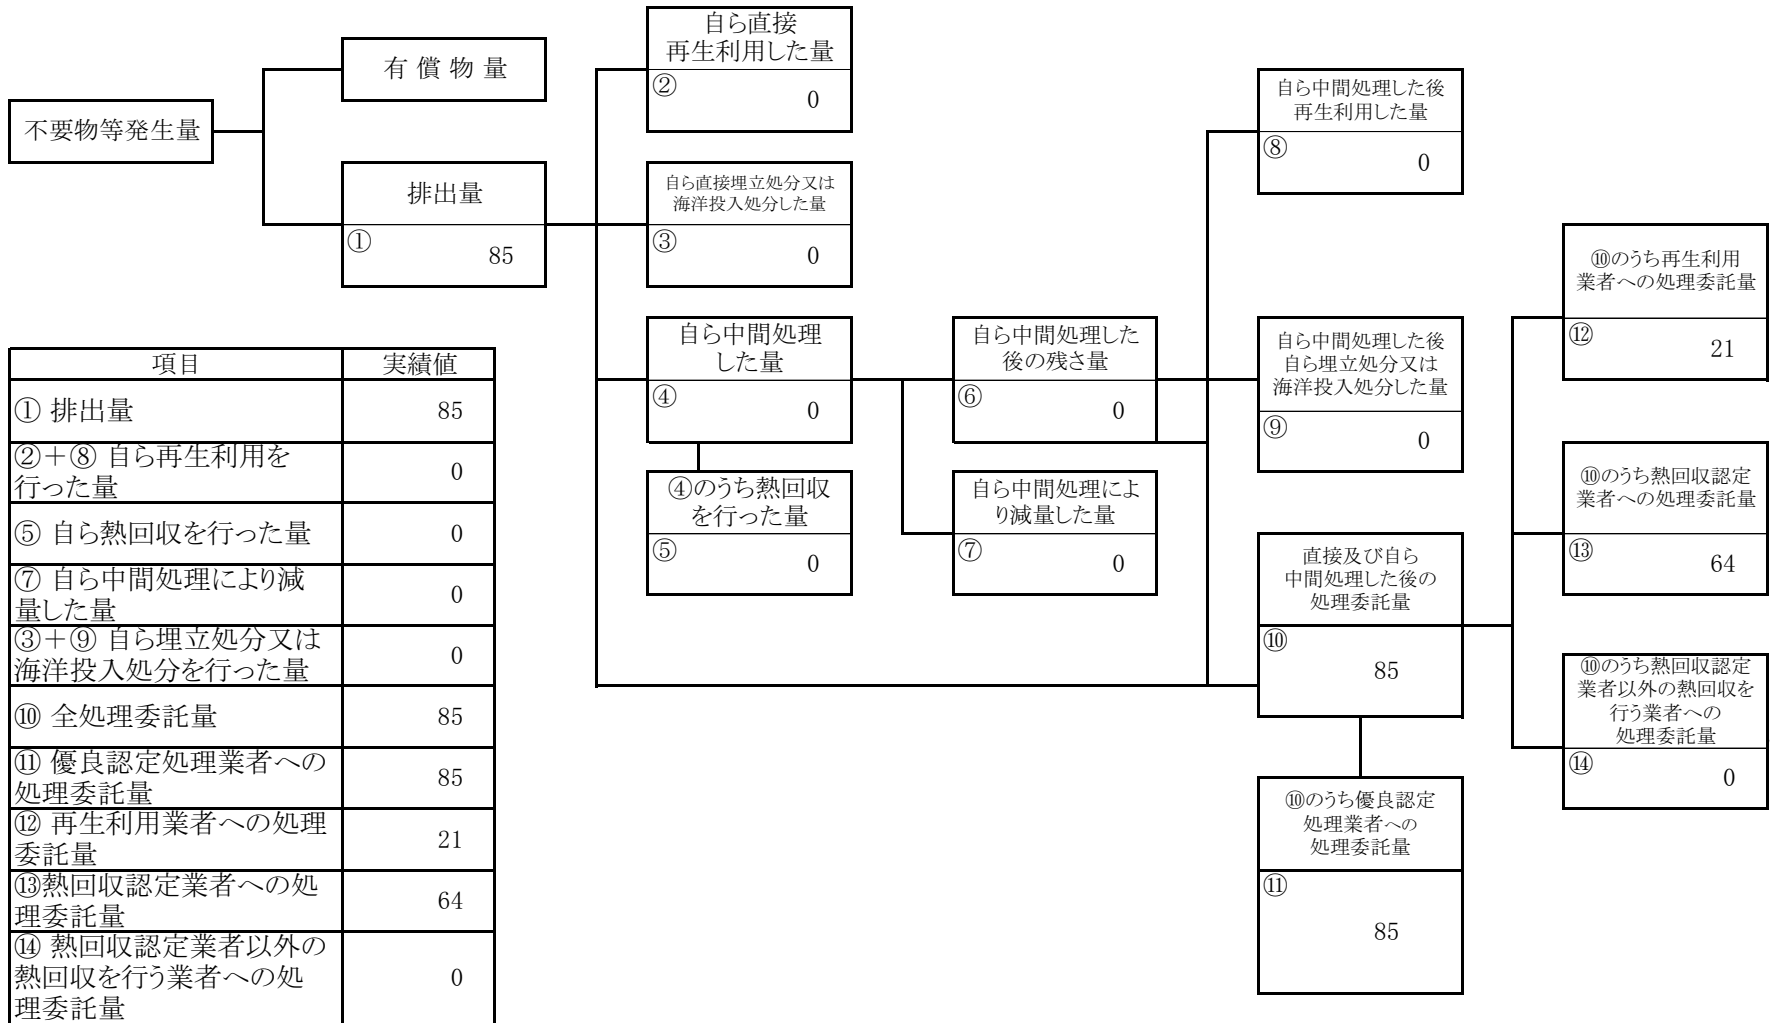 不要物等発生量
有 償 物 量
排出量
①
85
自ら直接
再生利用した量
②
0
自ら直接埋立処分又は
海洋投入処分した量
③
0
自ら中間処理
した量
④
0
④のうち熱回収
を行った量
⑤
0
自ら中間処理した
後の残さ量
⑥
0
自ら中間処理によ
り減量した量
⑦
0
自ら中間処理した後
再生利用した量
⑧
0
自ら中間処理した後
自ら埋立処分又は
海洋投入処分した量
⑨
0
直接及び自ら
中間処理した後の
処理委託量
⑩
85
⑩のうち優良認定
処理業者への
処理委託量
⑪
85
⑩のうち再生利用
業者への処理委託量
⑫
21
⑩のうち熱回収認定
業者への処理委託量
⑬
64
⑩のうち熱回収認定
業者以外の熱回収を
行う業者への
処理委託量
⑭
0
項目 実績値
① 排出量 85
②＋⑧ 自ら再生利用を
行った量
0
⑤ 自ら熱回収を行った量 0
⑦ 自ら中間処理により減
量した量
0
③＋⑨ 自ら埋立処分又は
海洋投入処分を行った量
0
⑩ 全処理委託量 85
⑪ 優良認定処理業者への
処理委託量
85
⑫ 再生利用業者への処理
委託量
21
⑬熱回収認定業者への処
理委託量
64
⑭ 熱回収認定業者以外の
熱回収を行う業者への処
理委託量
0